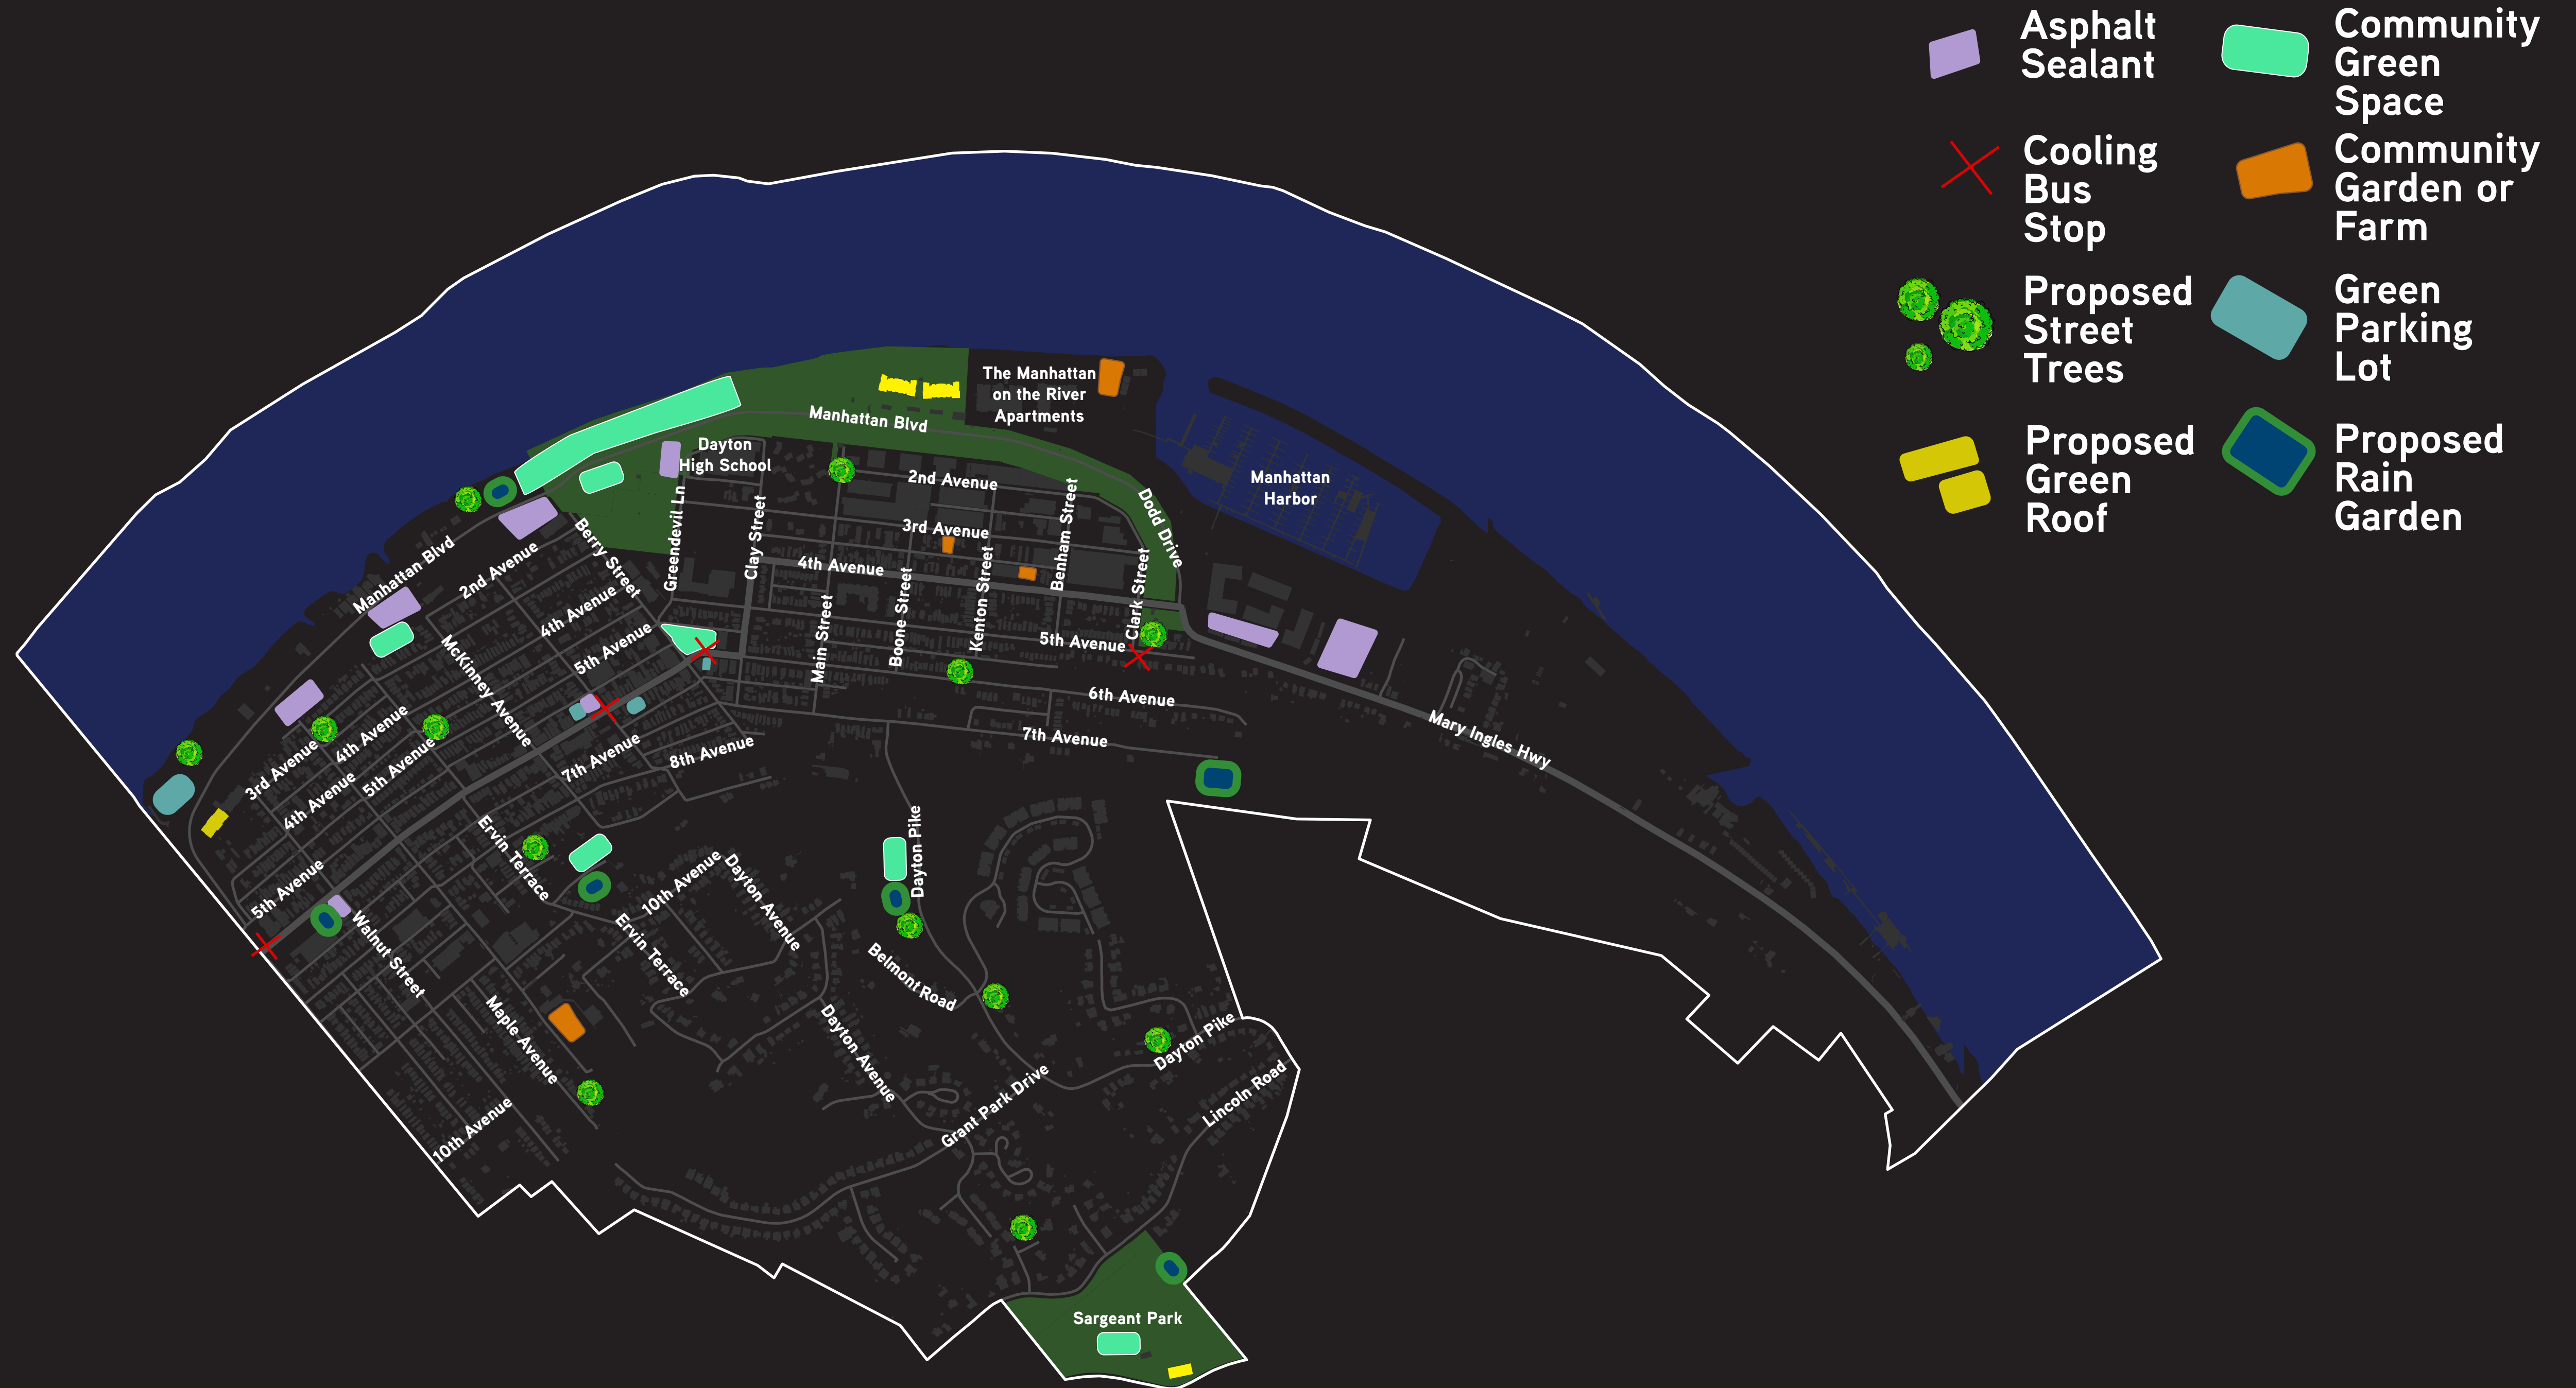 Asphalt
Sealant
Community
Green
Space
Cooling
Bus
Stop
Community
Garden or
Farm
Proposed
Street
Trees
Green
Parking
Lot
Proposed
Green
Roof
Proposed
Rain
Garden
The Manhattan
on the River
Apartments
Manhattan Blvd
Dayton
High School
2nd Avenue
Manhattan
Harbor
Greendevil Ln
Clay Street
3rd Avenue
Benham Street
Dodd Drive
Berry Street
Manhattan Blvd
2nd Avenue
4th Avenue
4th Avenue
Main Street
Boone Street
Kenton Street
Clark Street
5th Avenue
5th Avenue
McKinney Avenue
6th Avenue
7th Avenue
Mary Ingles Hwy
4th Avenue
3rd Avenue
5th Avenue
4th Avenue
7th Avenue
8th Avenue
Ervin Terrace
5th Avenue
Walnut Street
10th Avenue
Dayton Avenue
Dayton Pike
Ervin Terrace
Belmont Road
Maple Avenue
Dayton Avenue
Dayton Pike
Lincoln Road
Grant Park Drive
10th Avenue
Sargeant Park